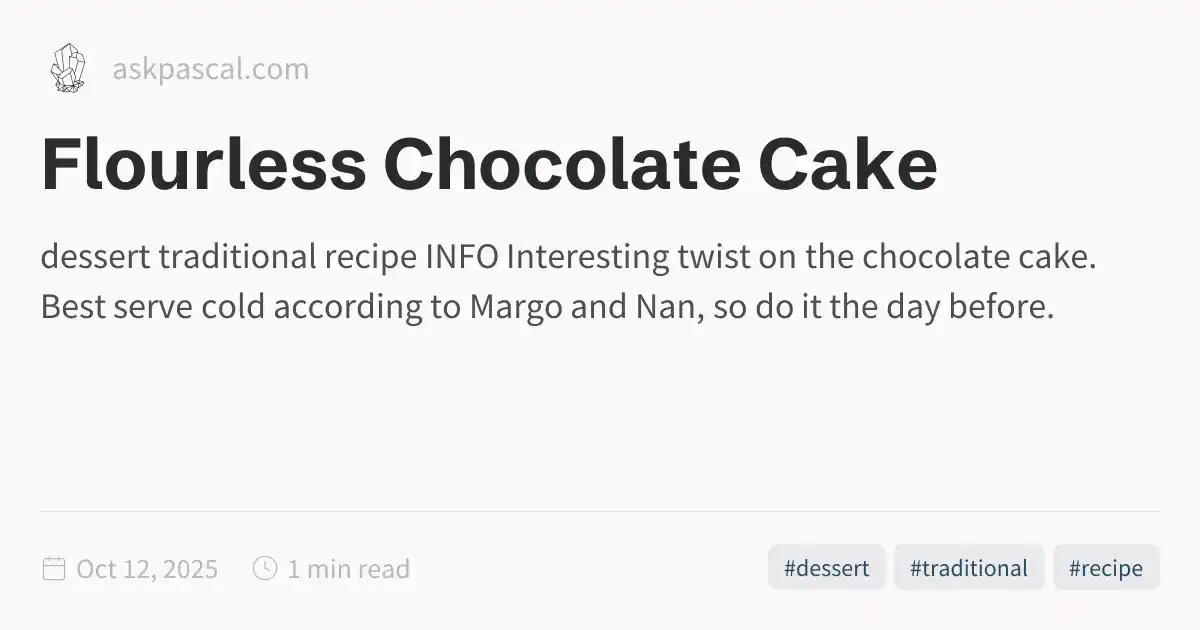 askpascal.com
Flourless Chocolate Cake
dessert traditional recipe INFO Interesting twist on the chocolate cake.
Best serve cold according to Margo and Nan, so do it the day before.
Oct 12, 2025 1 min read #dessert #traditional #recipe